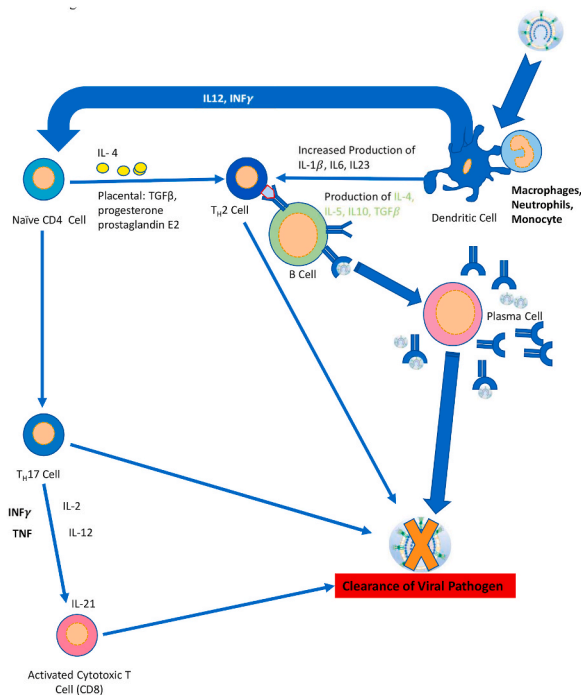 IL12, INFγ
IL- 4
Increased Production of
IL-1β, IL6, IL23
Placental: TGFβ,
progesterone
prostaglandin E2
Naïve CD4 Cell
TH2 Cell
Production of IL-4,
IL-5, IL10, TGFβ
Dendritic Cell
Macrophages,
Neutrophils,
Monocyte
B Cell
Plasma Cell
TH17 Cell
INFγ
IL-2
TNF
IL-12
IL-21
Clearance of Viral Pathogen
Activated Cytotoxic T
Cell (CD8)